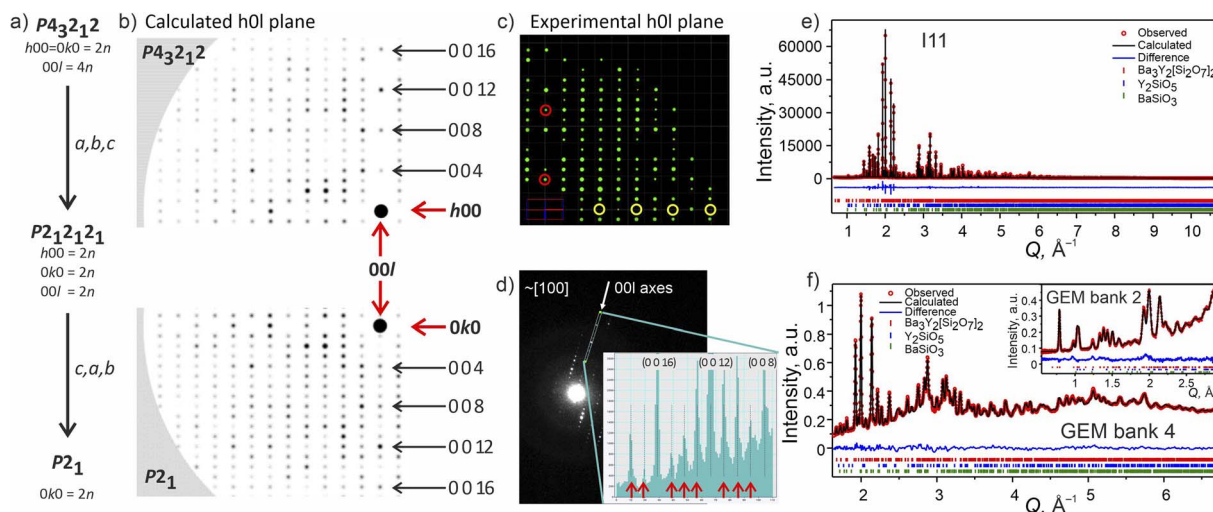 a)
P4₃2₁2
h00=0k0 = 2n
00l = 4n
a,b,c
P2₁2₁2₁
h00 = 2n
0k0 = 2n
00l = 2n
c,a,b
P2₁
0k0 = 2n
b) Calculated h0l plane
P4₃2₁2
0 0 16
0 0 12
0 0 8
0 0 4
h00
00l
0k0
0 0 4
0 0 8
0 0 12
0 0 16
P2₁
c) Experimental h0l plane
d)
~[100]
00l axes
(0 0 16)
(0 0 12)
(0 0 8)
e)
I11
Observed
Calculated
Difference
Ba₃Y₂[Si₂O₇]₂
Y₂SiO₅
BaSiO₃
Intensity, a.u.
60000
45000
30000
15000
0
1 2 3 4 5 6 7 8 9 10
Q, Å⁻¹
f)
Observed
Calculated
Difference
Ba₃Y₂[Si₂O₇]₂
Y₂SiO₅
BaSiO₃
GEM bank 2
Intensity, a.u.
0.4
0.2
0
1.0 1.5 2.0 2.5
Q, Å
GEM bank 4
Intensity, a.u.
1.0
0.8
0.6
0.4
0.2
0
2 3 4 5 6
Q, Å⁻¹